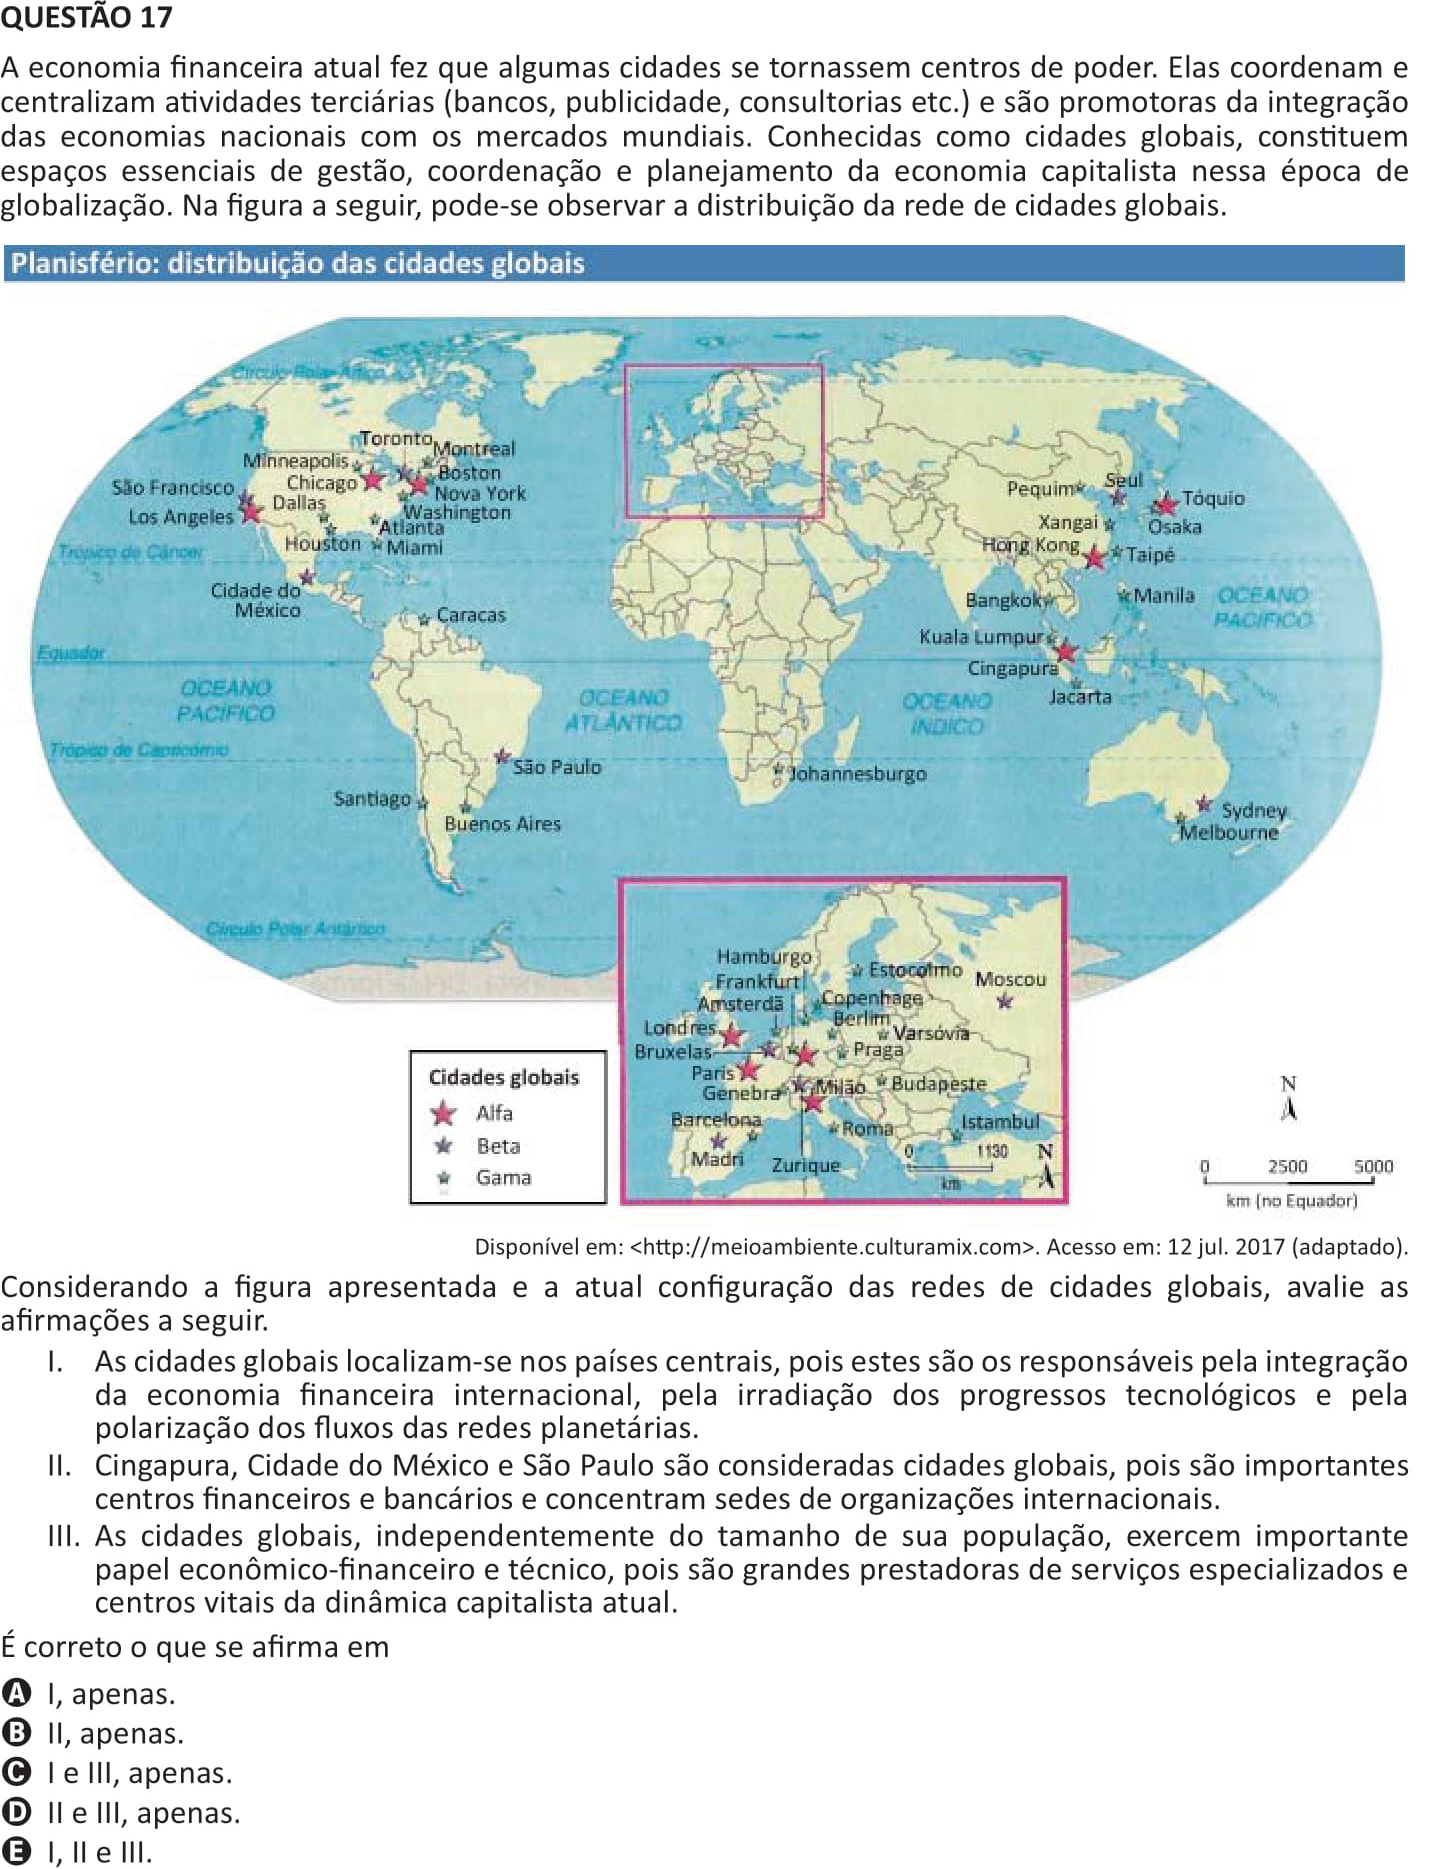 QUESTÃO 17
A economia financeira atual fez que algumas cidades se tornassem centros de poder. Elas coordenam e
centralizam atividades terciárias (bancos, publicidade, consultorias etc.) e são promotoras da integração
das economias nacionais com os mercados mundiais. Conhecidas como cidades globais, constituem
espaços essenciais de gestão, coordenação e planejamento da economia capitalista nessa época de
globalização. Na figura a seguir, pode-se observar a distribuição da rede de cidades globais.
Planisfério: distribuição das cidades globais
Círculo Polar Ártico
Toronto
Montreal
Minneapolis
Boston
Chicago
São Francisco
Nova York
Dallas
Los Angeles
Washington
Atlanta
Houston
Miami
Trópico de Câncer
Cidade do
México
Caracas
Equador
OCEANO
PACÍFICO
OCEANO
ATLÂNTICO
OCEANO
ÍNDICO
OCEANO
PACÍFICO
Trópico de Capricórnio
São Paulo
Santiago
Buenos Aires
Johannesburgo
Pequim
Seul
Tóquio
Xangai
Osaka
Hong Kong
Taipé
Bangkok
Manila
Kuala Lumpur
Cingapura
Jacarta
Sydney
Melbourne
Círculo Polar Antártico
Hamburgo
Frankfurt
Estocolmo
Moscou
Amsterdã
Copenhage
Berlim
Londres
Varsóvia
Bruxelas
Praga
Paris
Milão
Budapeste
Genebra
Barcelona
Roma
Istambul
Madri
Zurique
0 1130
km
N
Cidades globais
Alfa
Beta
Gama
N
0 2500 5000
km (no Equador)
Disponível em: <http://meioambiente.culturamix.com>. Acesso em: 12 jul. 2017 (adaptado).
Considerando a figura apresentada e a atual configuração das redes de cidades globais, avalie as
afirmações a seguir.
I. As cidades globais localizam-se nos países centrais, pois estes são os responsáveis pela integração
da economia financeira internacional, pela irradiação dos progressos tecnológicos e pela
polarização dos fluxos das redes planetárias.
II. Cingapura, Cidade do México e São Paulo são consideradas cidades globais, pois são importantes
centros financeiros e bancários e concentram sedes de organizações internacionais.
III. As cidades globais, independentemente do tamanho de sua população, exercem importante
papel econômico-financeiro e técnico, pois são grandes prestadoras de serviços especializados e
centros vitais da dinâmica capitalista atual.
É correto o que se afirma em
A I, apenas.
B II, apenas.
C I e III, apenas.
D II e III, apenas.
E I, II e III.